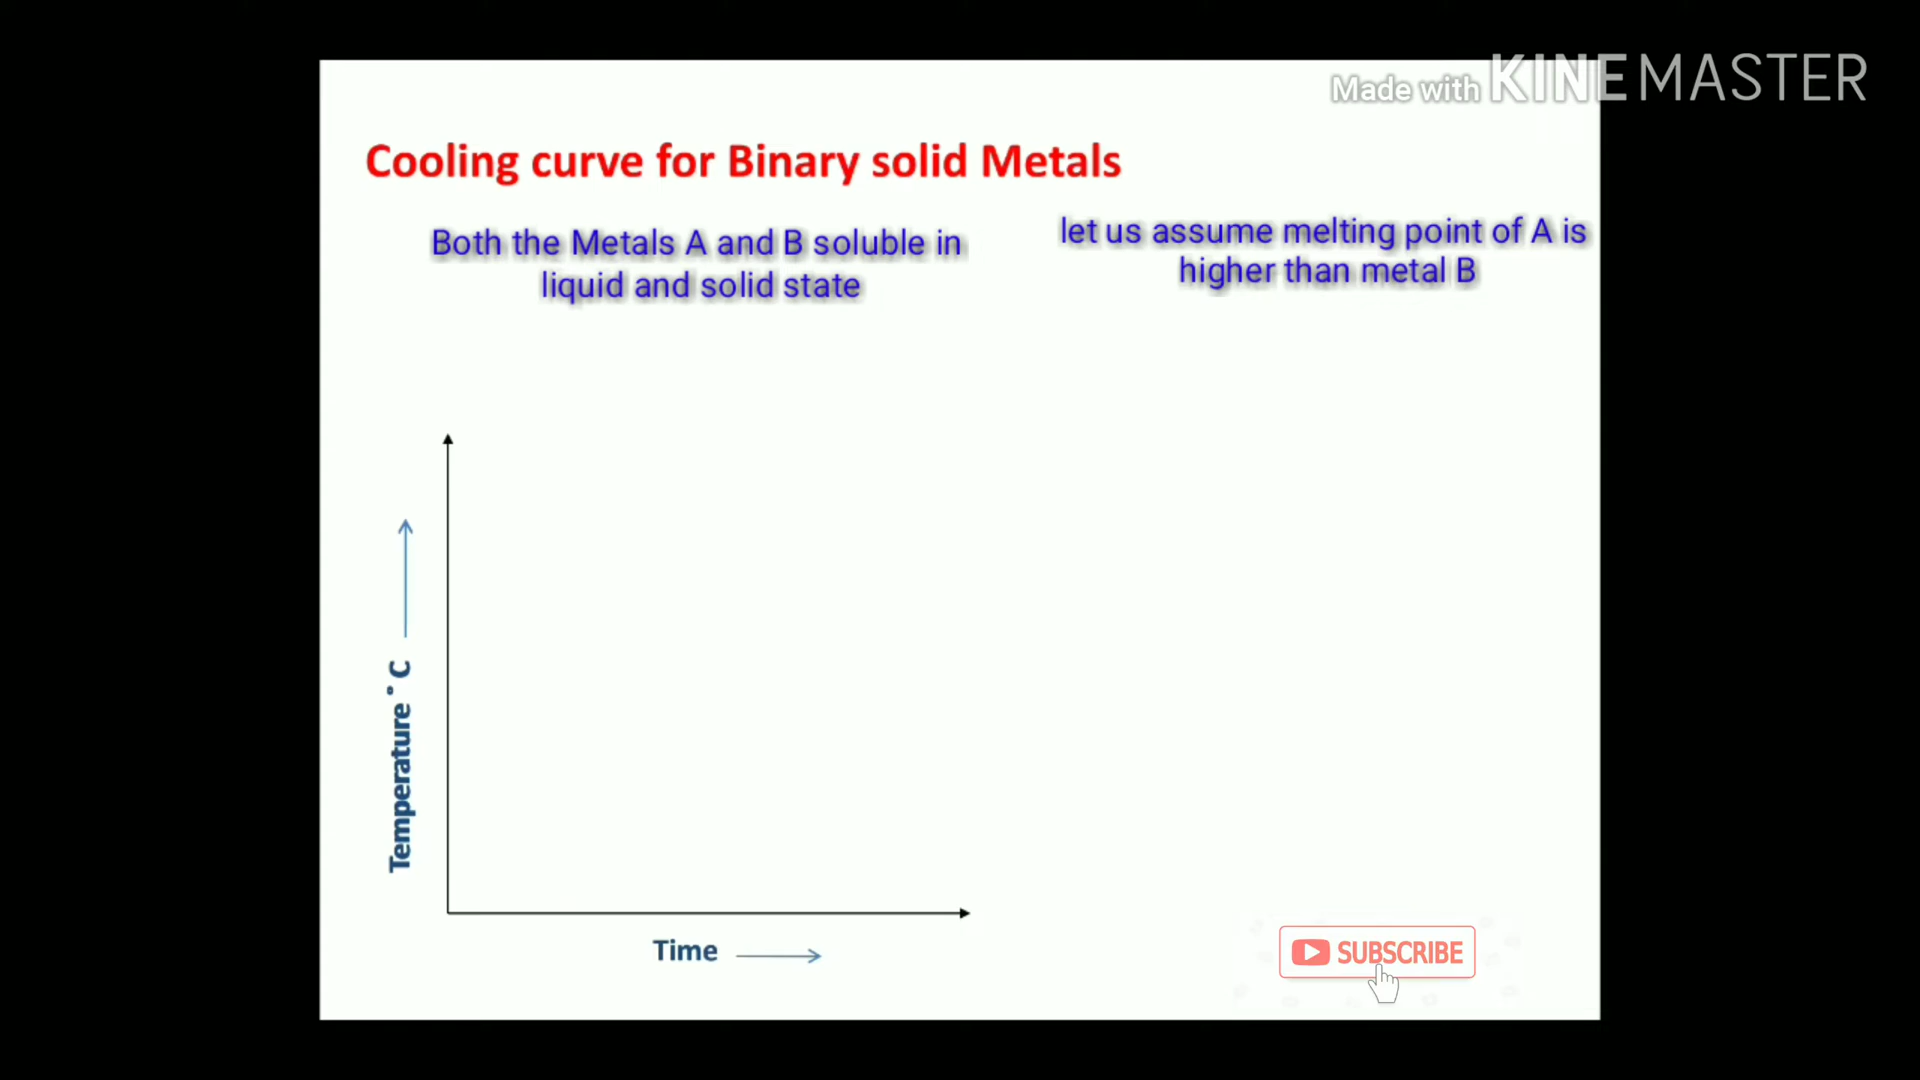 Made with KINEMASTER
Cooling curve for Binary solid Metals
Both the Metals A and B soluble in
liquid and solid state
let us assume melting point of A is
higher than metal B
Temperature ° C
Time
SUBSCRIBE